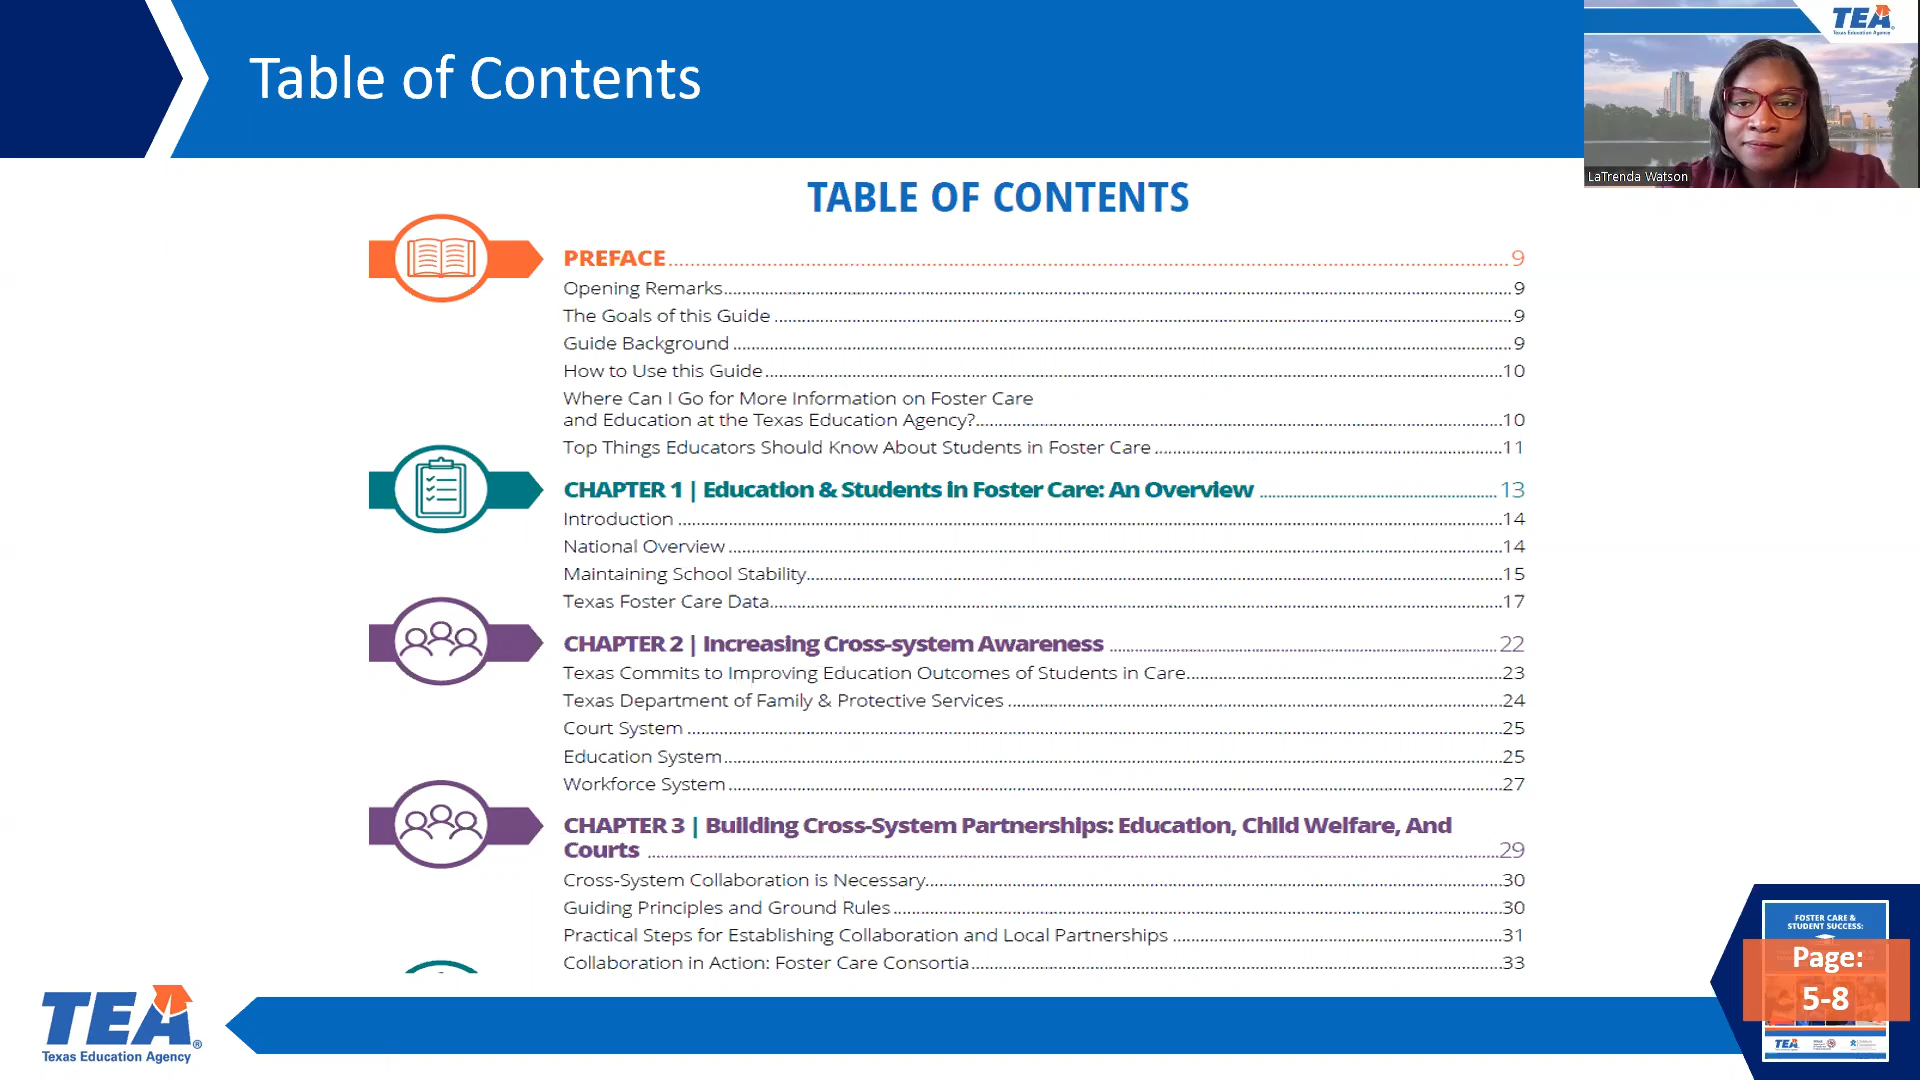 Table of Contents
TEA
Texas Education Agency
LaTrenda Watson
TABLE OF CONTENTS
PREFACE 9
Opening Remarks 9
The Goals of this Guide 9
Guide Background 9
How to Use this Guide 10
Where Can I Go for More Information on Foster Care
and Education at the Texas Education Agency? 10
Top Things Educators Should Know About Students in Foster Care 11
CHAPTER 1 | Education & Students in Foster Care: An Overview 13
Introduction 14
National Overview 14
Maintaining School Stability 15
Texas Foster Care Data 17
CHAPTER 2 | Increasing Cross-system Awareness 22
Texas Commits to Improving Education Outcomes of Students in Care 23
Texas Department of Family & Protective Services 24
Court System 25
Education System 25
Workforce System 27
CHAPTER 3 | Building Cross-System Partnerships: Education, Child Welfare, And
Courts 29
Cross-System Collaboration is Necessary 30
Guiding Principles and Ground Rules 30
Practical Steps for Establishing Collaboration and Local Partnerships 31
Collaboration in Action: Foster Care Consortia 33
FOSTER CARE &
STUDENT SUCCESS:
Page:
5-8
TEA
TEA
Texas Education Agency